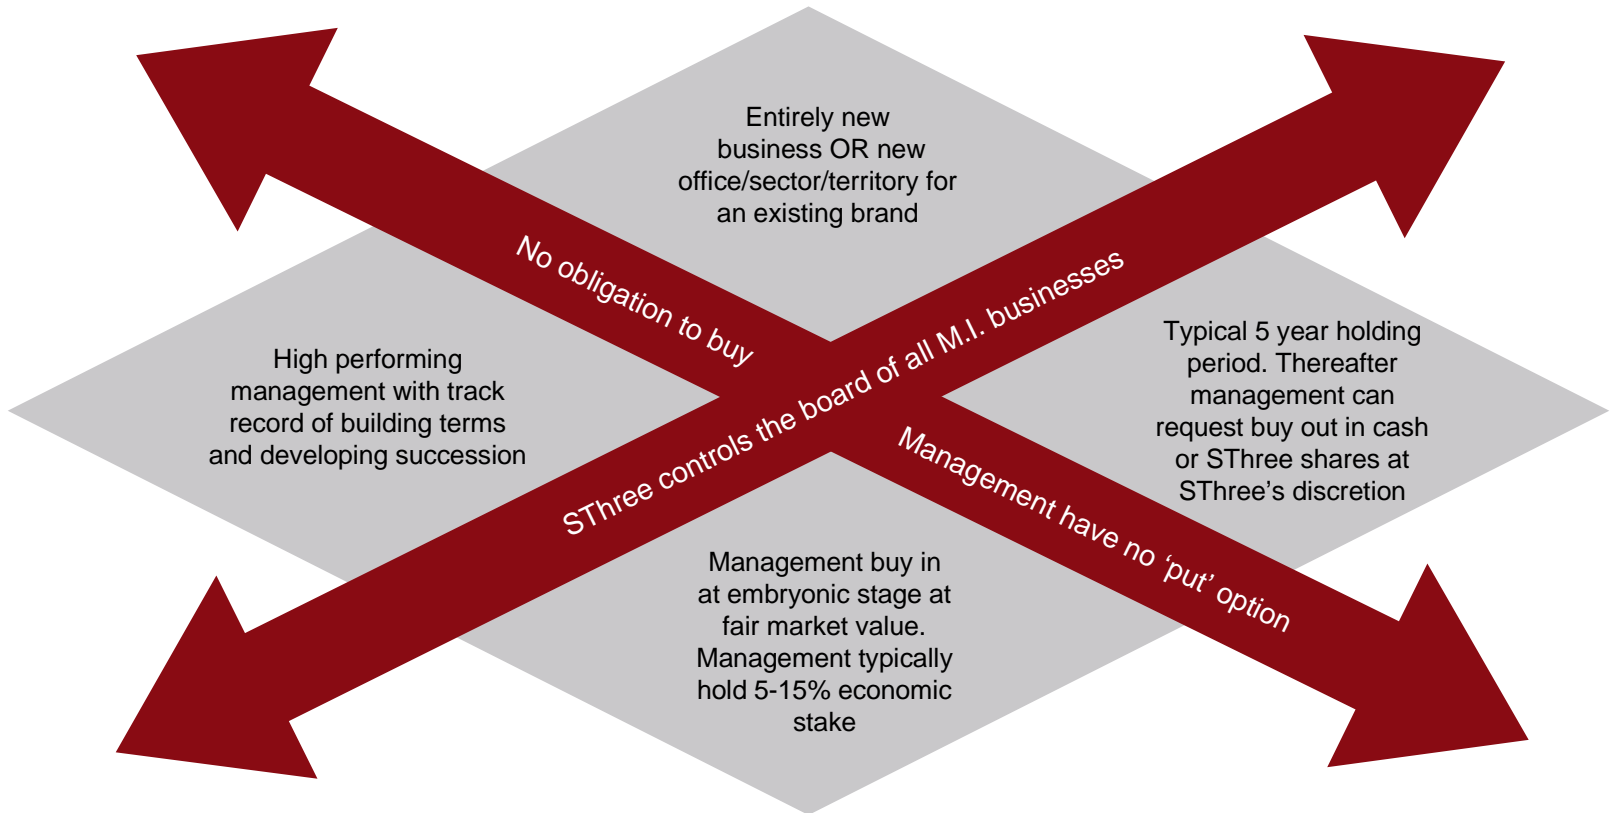 Entirely new
business OR new
office/sector/territory for
an existing brand
No obligation to buy
SThree controls the board of all M.I. businesses
High performing
management with track
record of building terms
and developing succession
Typical 5 year holding
period. Thereafter
management can
request buy out in cash
or SThree shares at
SThree’s discretion
Management have no ‘put’ option
Management buy in
at embryonic stage at
fair market value.
Management typically
hold 5-15% economic
stake